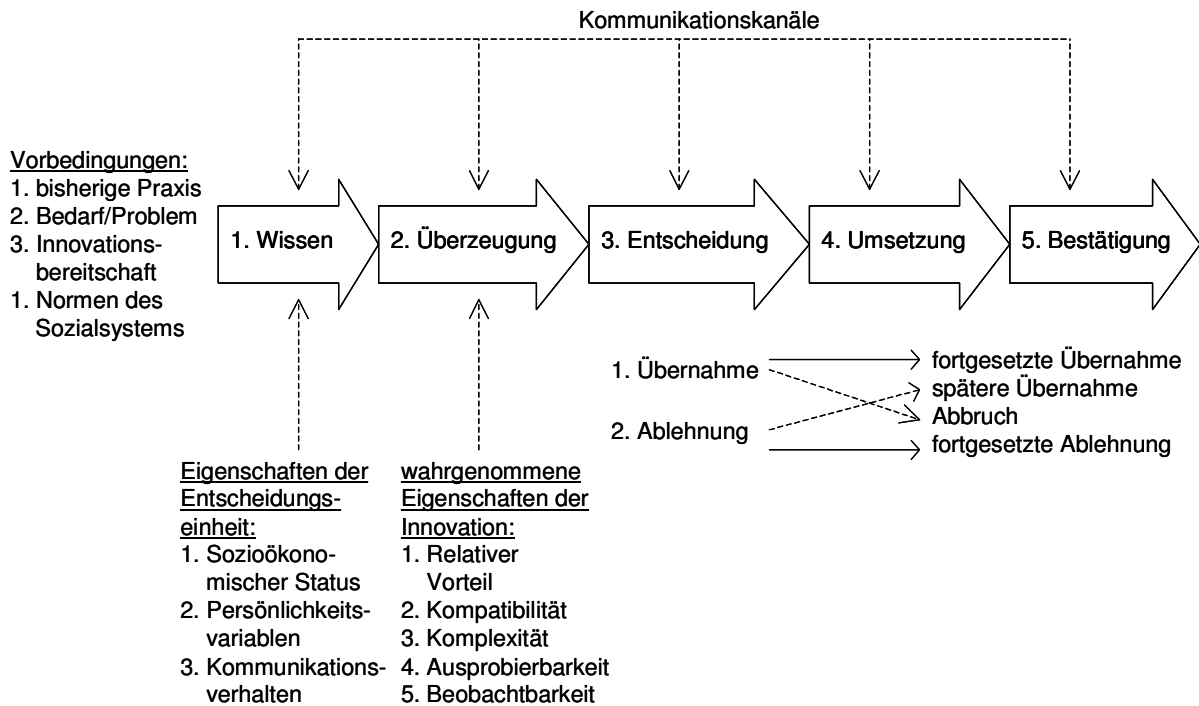 Kommunikationskanäle
Vorbedingungen:
1. bisherige Praxis
2. Bedarf/Problem
3. Innovations-
bereitschaft
1. Normen des
Sozialsystems
1. Wissen
2. Überzeugung
3. Entscheidung
4. Umsetzung
5. Bestätigung
1. Übernahme
2. Ablehnung
fortgesetzte Übernahme
spätere Übernahme
Abbruch
fortgesetzte Ablehnung
Eigenschaften der
Entscheidungs-
einheit:
1. Sozioökono-
mischer Status
2. Persönlichkeits-
variablen
3. Kommunikations-
verhalten
wahrgenommene
Eigenschaften der
Innovation:
1. Relativer
Vorteil
2. Kompatibilität
3. Komplexität
4. Ausprobierbarkeit
5. Beobachtbarkeit